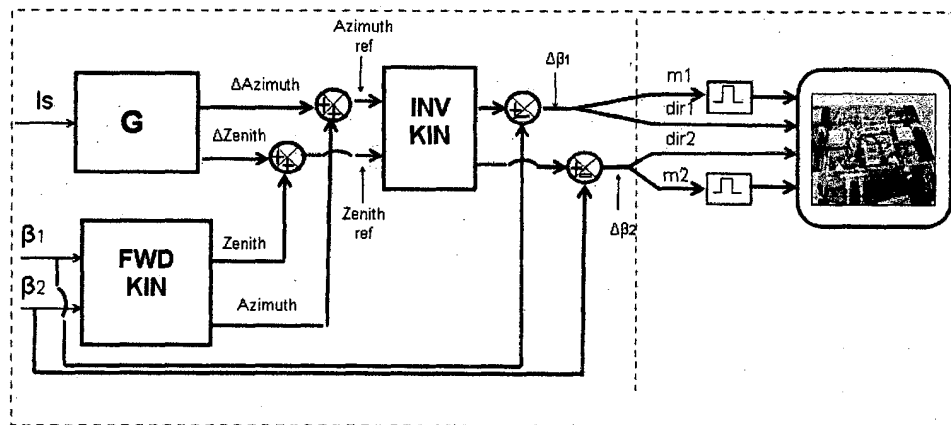 Azimuth
ref
Is
G
ΔAzimuth
ΔZenith
INV
KIN
Δβ1
m1
dir1
dir2
m2
Δβ2
Zenith
ref
β1
β2
FWD
KIN
Zenith
Azimuth